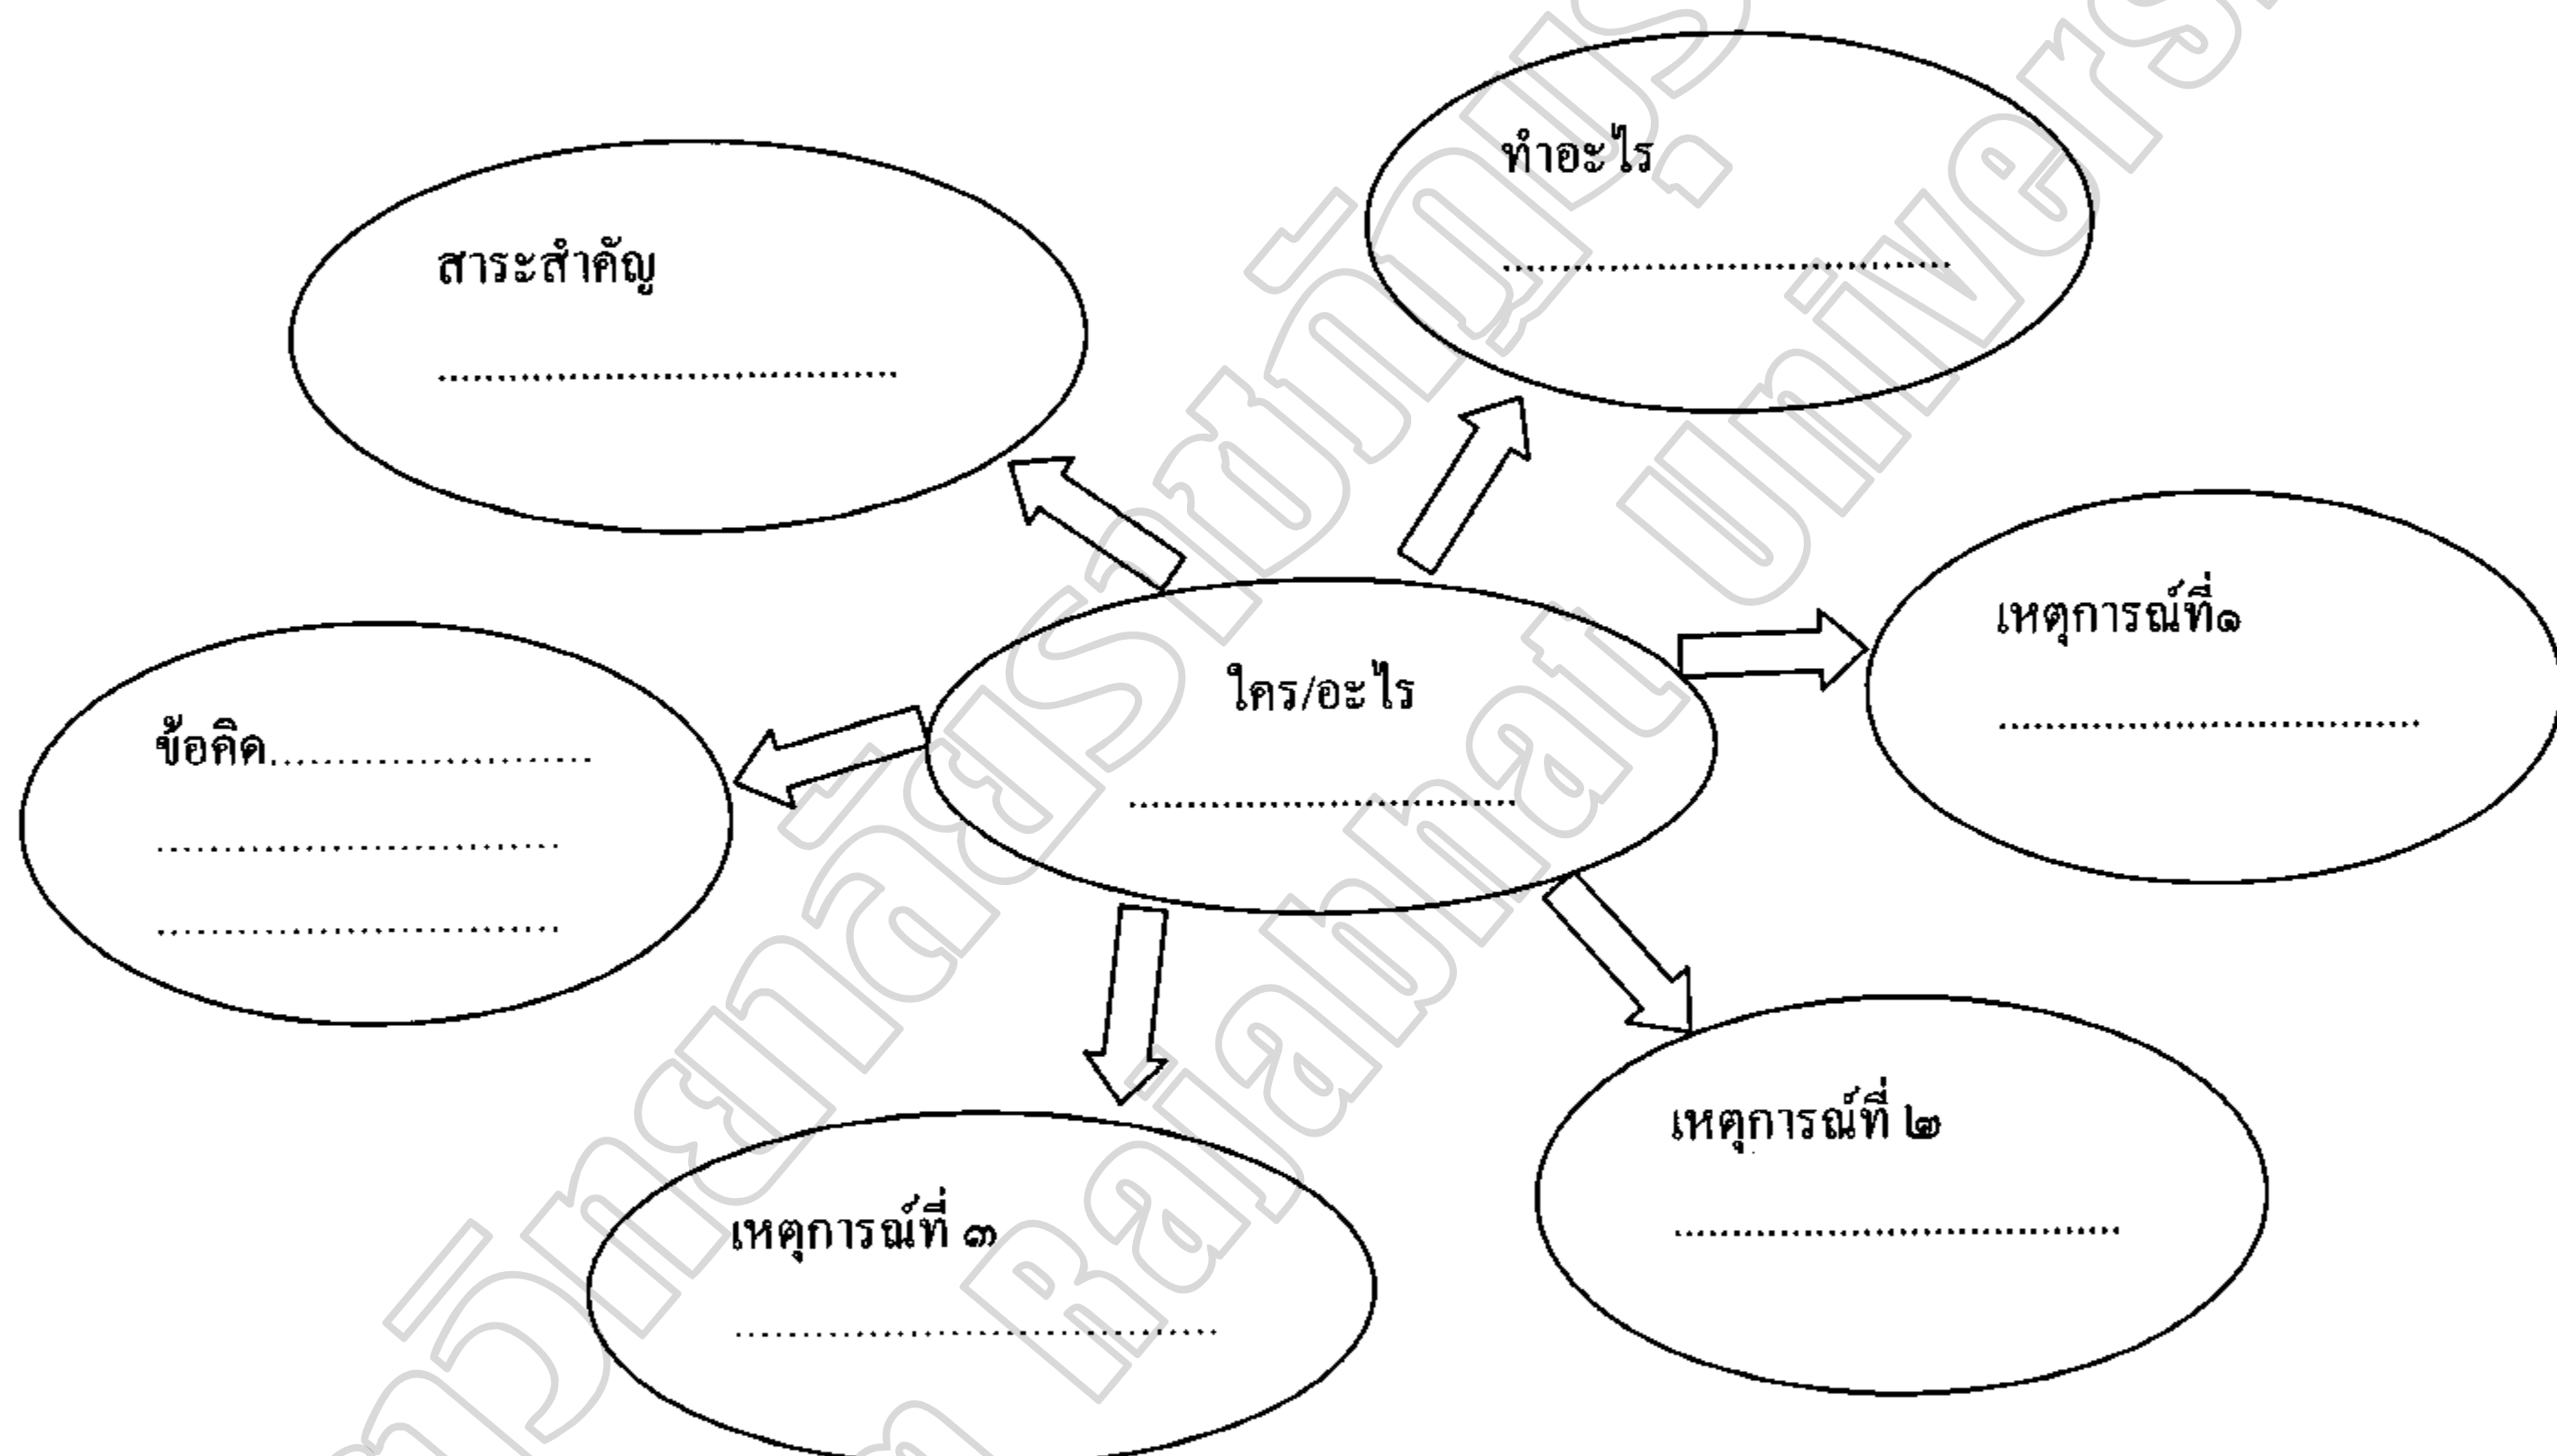 ทำอะไร
....................................
สาระสำคัญ
....................................
เหตุการณ์ที่๑
....................................
ใคร/อะไร
....................................
ข้อคิด........................
..............................
..............................
เหตุการณ์ที่ ๒
....................................
เหตุการณ์ที่ ๓
....................................
Rajabhat Univers